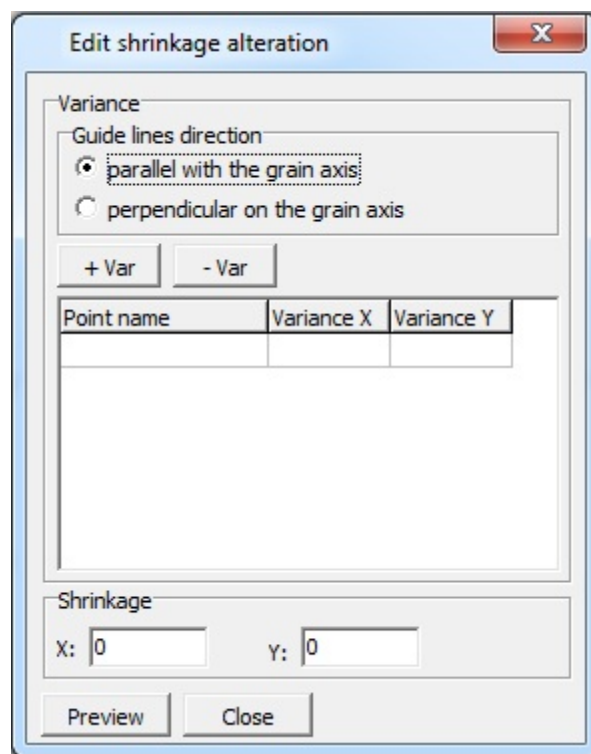 Edit shrinkage alteration
Variance
Guide lines direction
parallel with the grain axis
perpendicular on the grain axis
+ Var - Var
Point name Variance X Variance Y
Shrinkage
X: 0 Y: 0
Preview Close